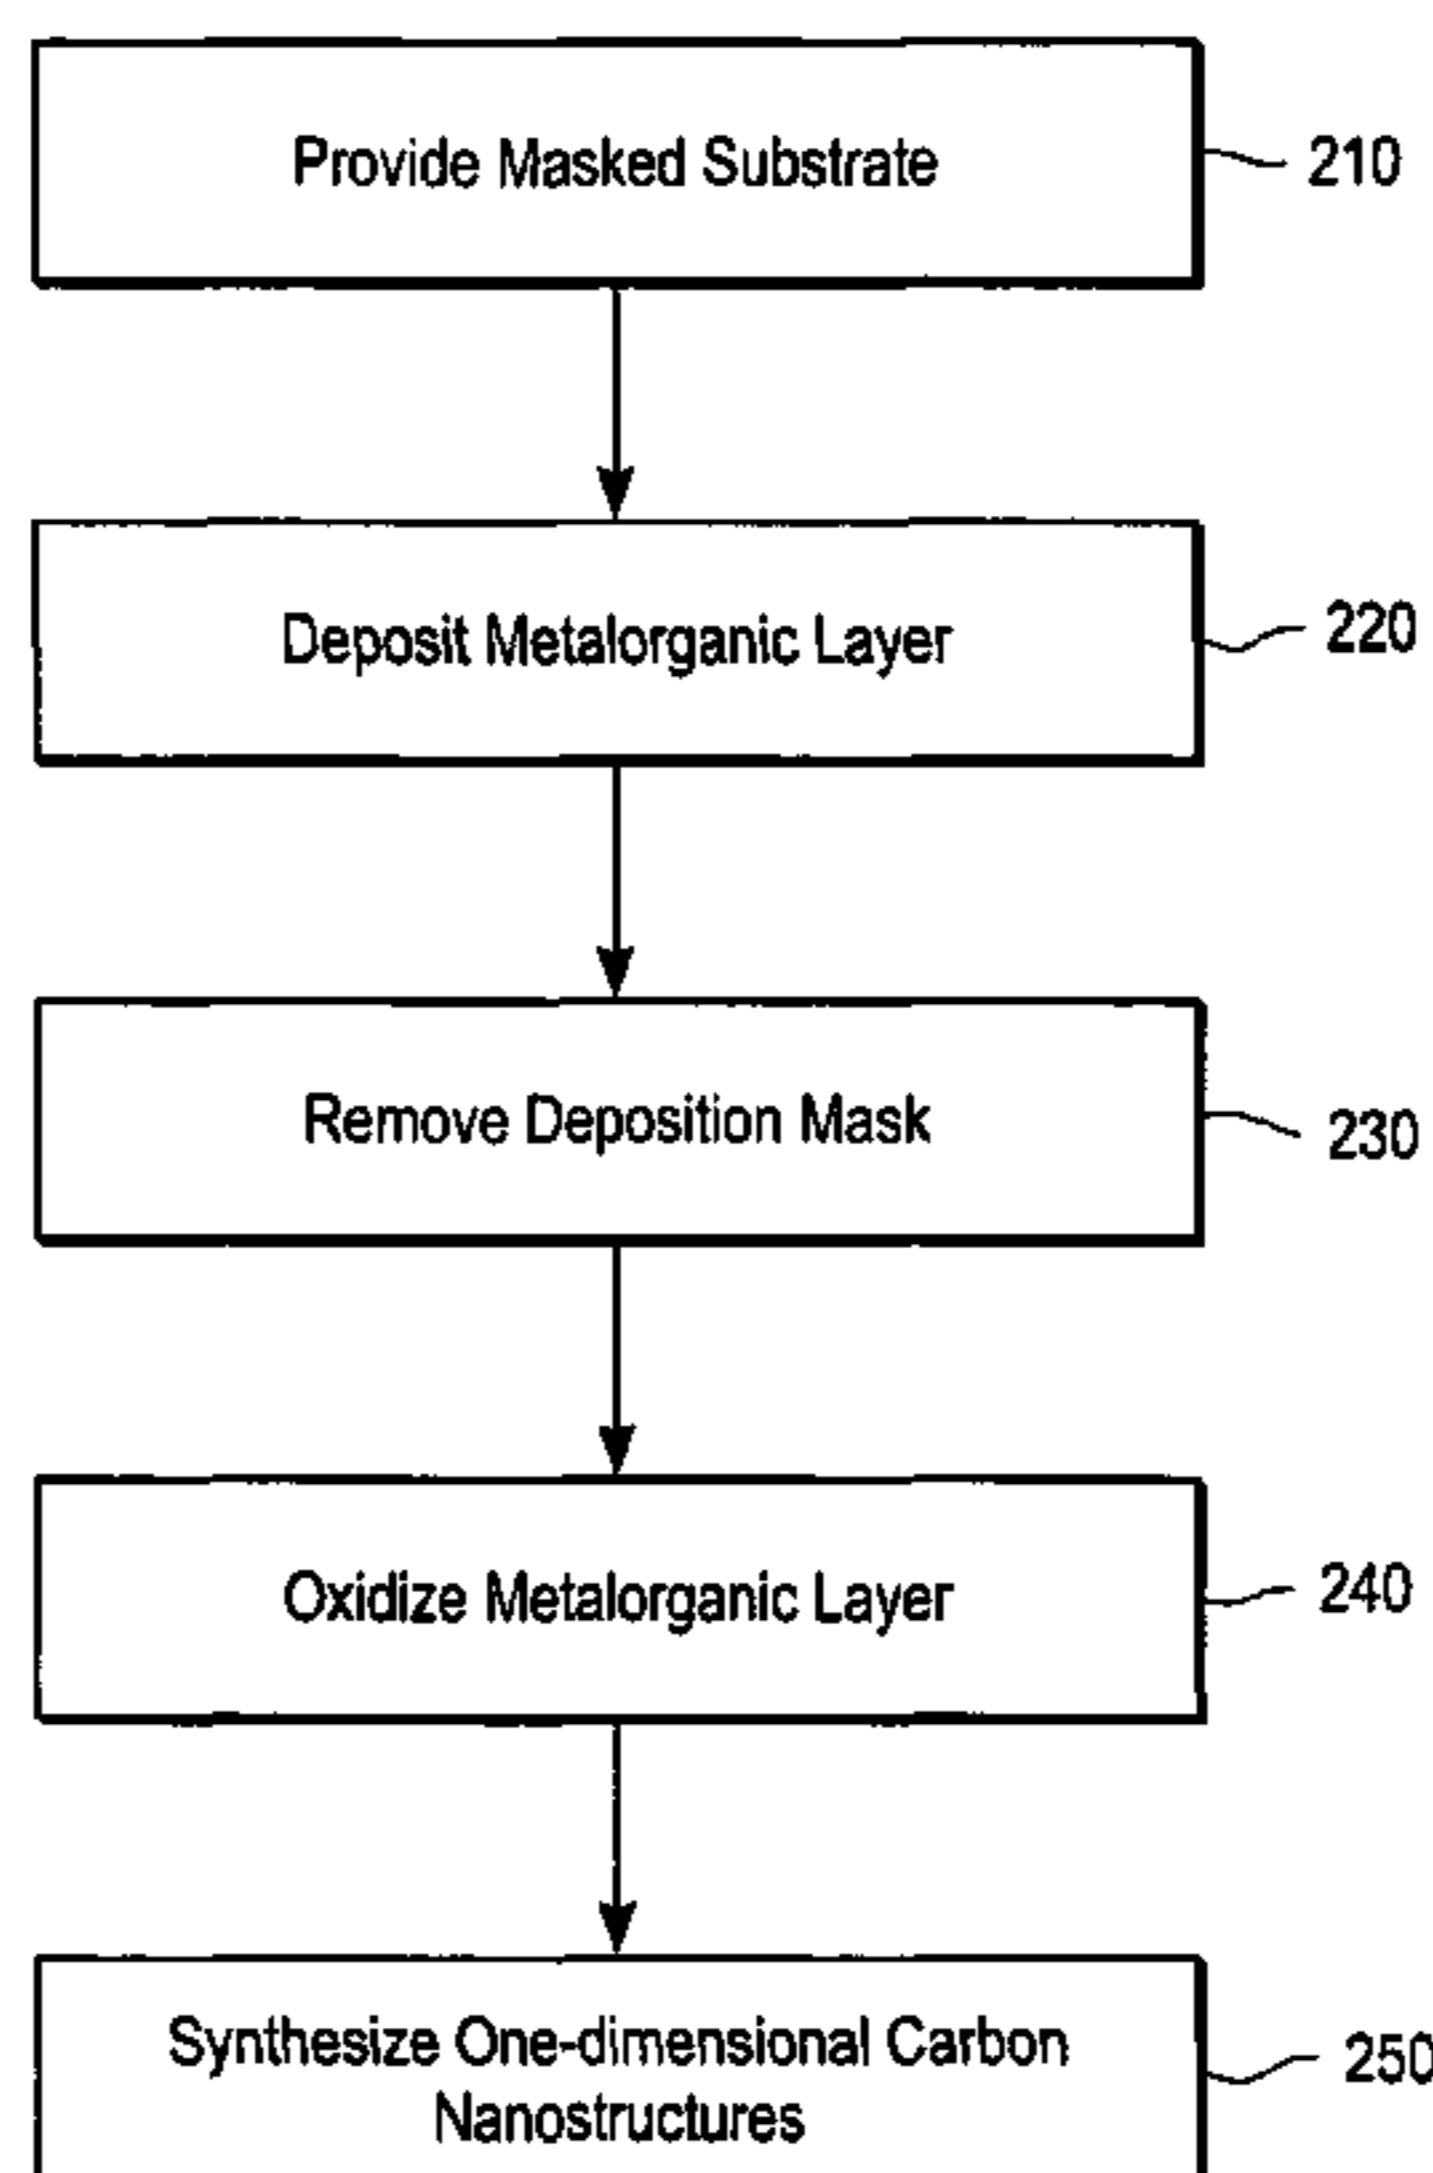 Provide Masked Substrate
210
Deposit Metalorganic Layer
220
Remove Deposition Mask
230
Oxidize Metalorganic Layer
240
Synthesize One-dimensional Carbon
Nanostructures
250